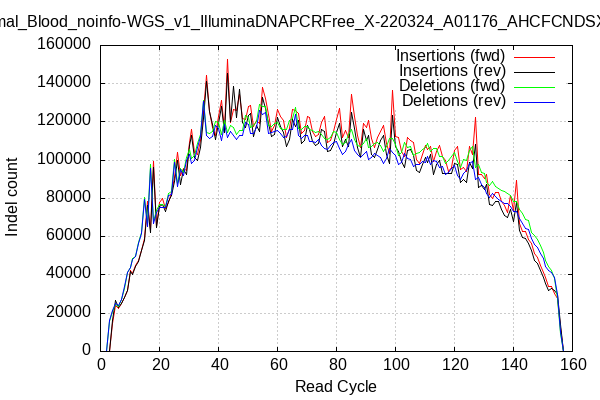 mal_Blood_noinfo-WGS_v1_IlluminaDNAPCRFree_X-220324_A01176_AHCFCNDSX
160000
140000
120000
100000
80000
60000
40000
20000
0
Indel count
Insertions (fwd)
Insertions (rev)
Deletions (fwd)
Deletions (rev)
0 20 40 60 80 100 120 140 160
Read Cycle